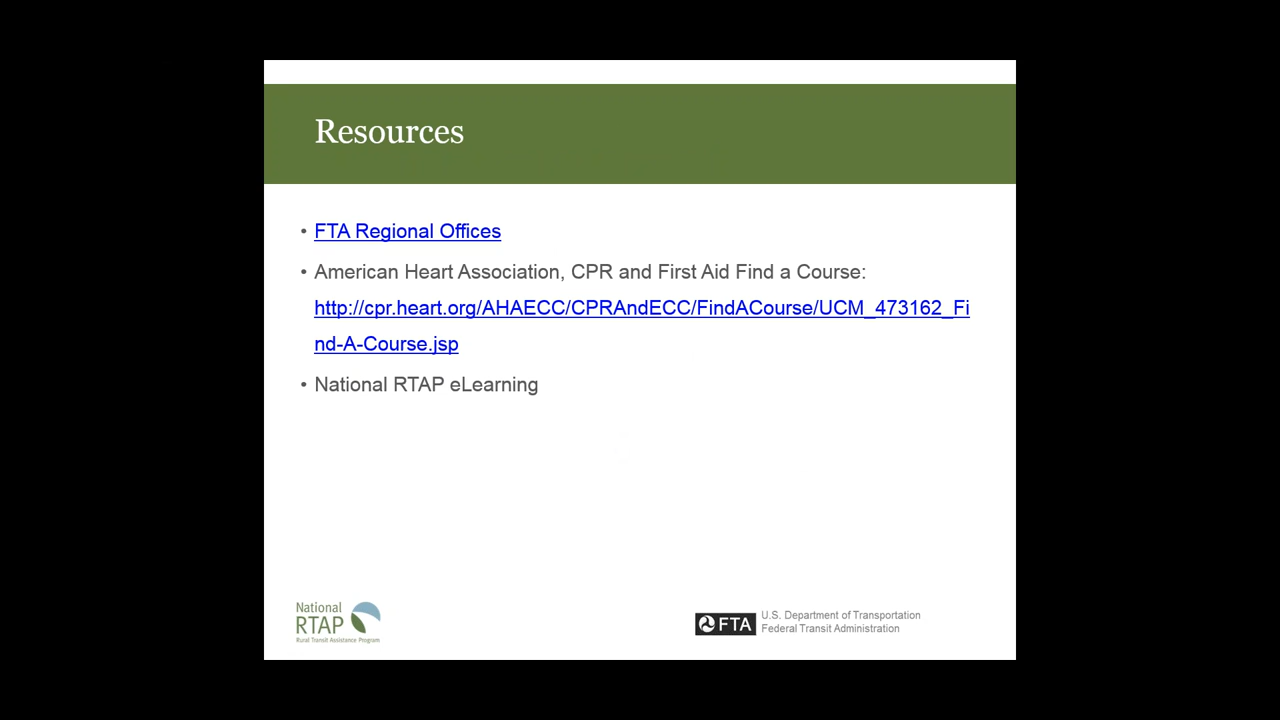 Resources
• FTA Regional Offices
• American Heart Association, CPR and First Aid Find a Course:
http://cpr.heart.org/AHAECC/CPRAndECC/FindACourse/UCM_473162_Fi
nd-A-Course.jsp
• National RTAP eLearning
National
RTAP
Rural Transit Assistance Program
FTA
U.S. Department of Transportation
Federal Transit Administration